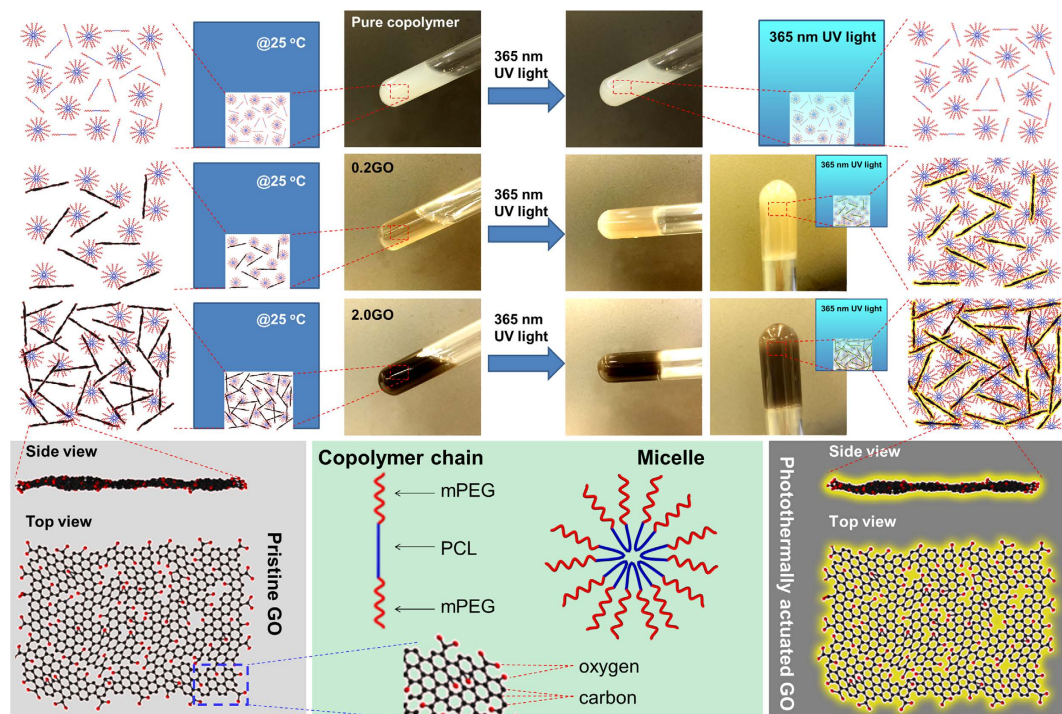 Pure copolymer
@25 °C
365 nm
UV light
365 nm UV light
0.2GO
@25 °C
365 nm
UV light
365 nm UV light
2.0GO
@25 °C
365 nm
UV light
365 nm UV light
Side view
Top view
Pristine GO
Copolymer chain
mPEG
PCL
mPEG
Micelle
oxygen
carbon
Side view
Top view
Photothermally actuated GO